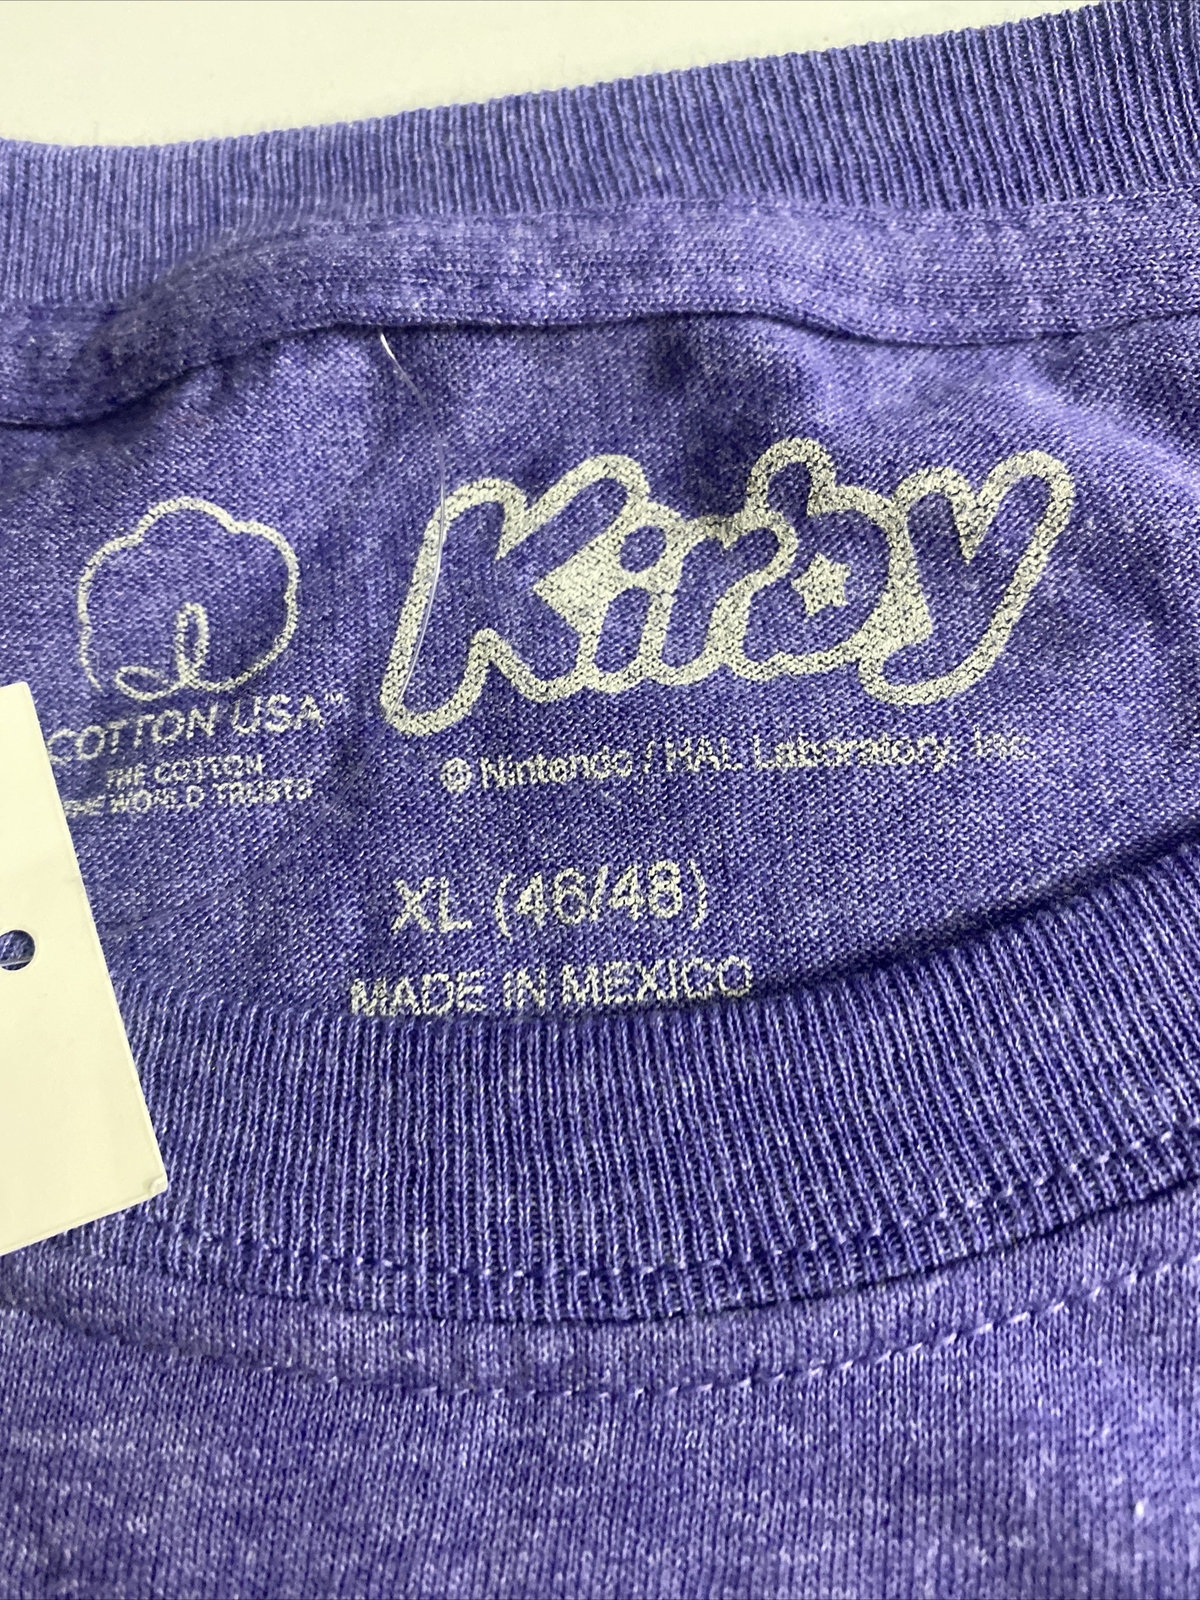 Kirby
© Nintendo / HAL Laboratory, Inc.
COTTON USA™
THE COTTON
THE WORLD TRUSTS
XL (46/48)
MADE IN MEXICO